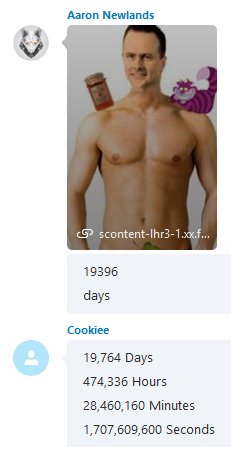 Aaron Newlands
scontent-lhr3-1.xx.f...
19396
days
Cookiee
19,764 Days
474,336 Hours
28,460,160 Minutes
1,707,609,600 Seconds